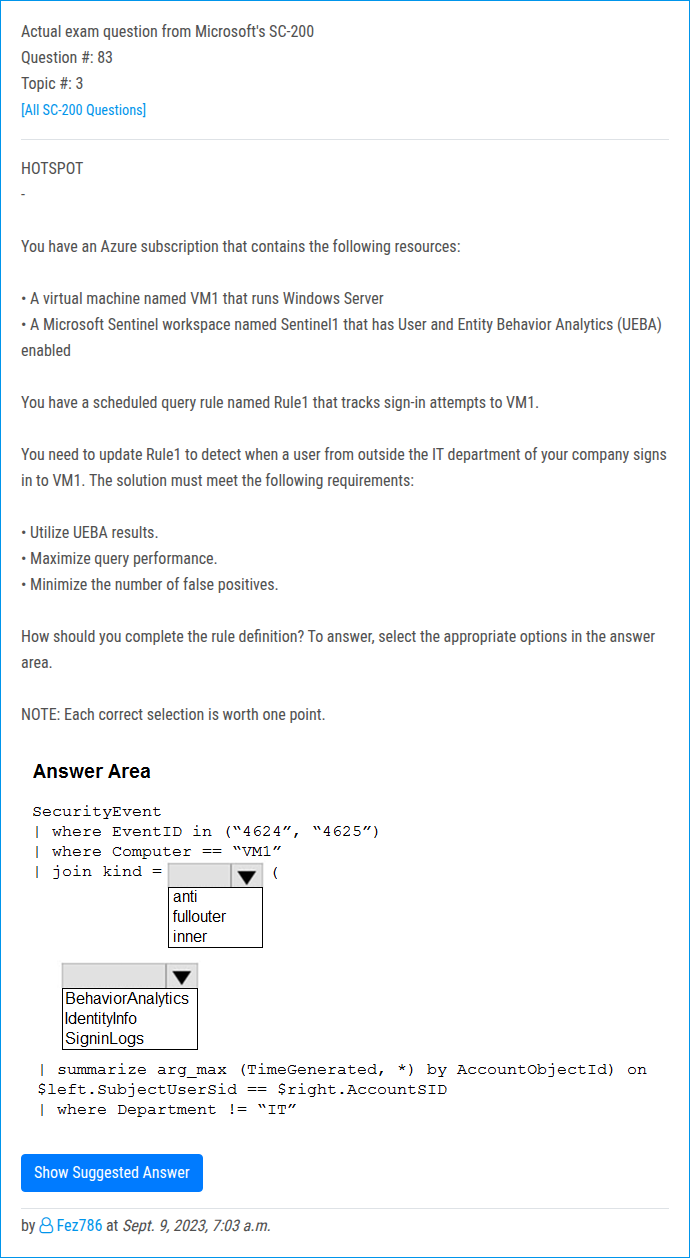 Actual exam question from Microsoft's SC-200
Question #: 83
Topic #: 3
[All SC-200 Questions]
HOTSPOT
-
You have an Azure subscription that contains the following resources:
• A virtual machine named VM1 that runs Windows Server
• A Microsoft Sentinel workspace named Sentinel1 that has User and Entity Behavior Analytics (UEBA)
enabled
You have a scheduled query rule named Rule1 that tracks sign-in attempts to VM1.
You need to update Rule1 to detect when a user from outside the IT department of your company signs
in to VM1. The solution must meet the following requirements:
• Utilize UEBA results.
• Maximize query performance.
• Minimize the number of false positives.
How should you complete the rule definition? To answer, select the appropriate options in the answer
area.
NOTE: Each correct selection is worth one point.
Answer Area
SecurityEvent
| where EventID in (“4624”, “4625”)
| where Computer == “VM1”
| join kind = (
anti
fullouter
inner
BehaviorAnalytics
IdentityInfo
SigninLogs
| summarize arg_max (TimeGenerated, *) by AccountObjectId) on
$left.SubjectUserSid == $right.AccountSID
| where Department != “IT”
Show Suggested Answer
by Fez786 at Sept. 9, 2023, 7:03 a.m.